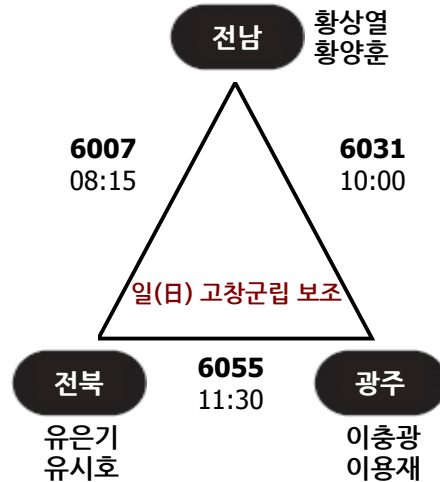 전남
황상열
황양훈
6007
08:15
6031
10:00
일(日) 고창군립 보조
전북
6055
11:30
광주
유은기
유시호
이충광
이용재